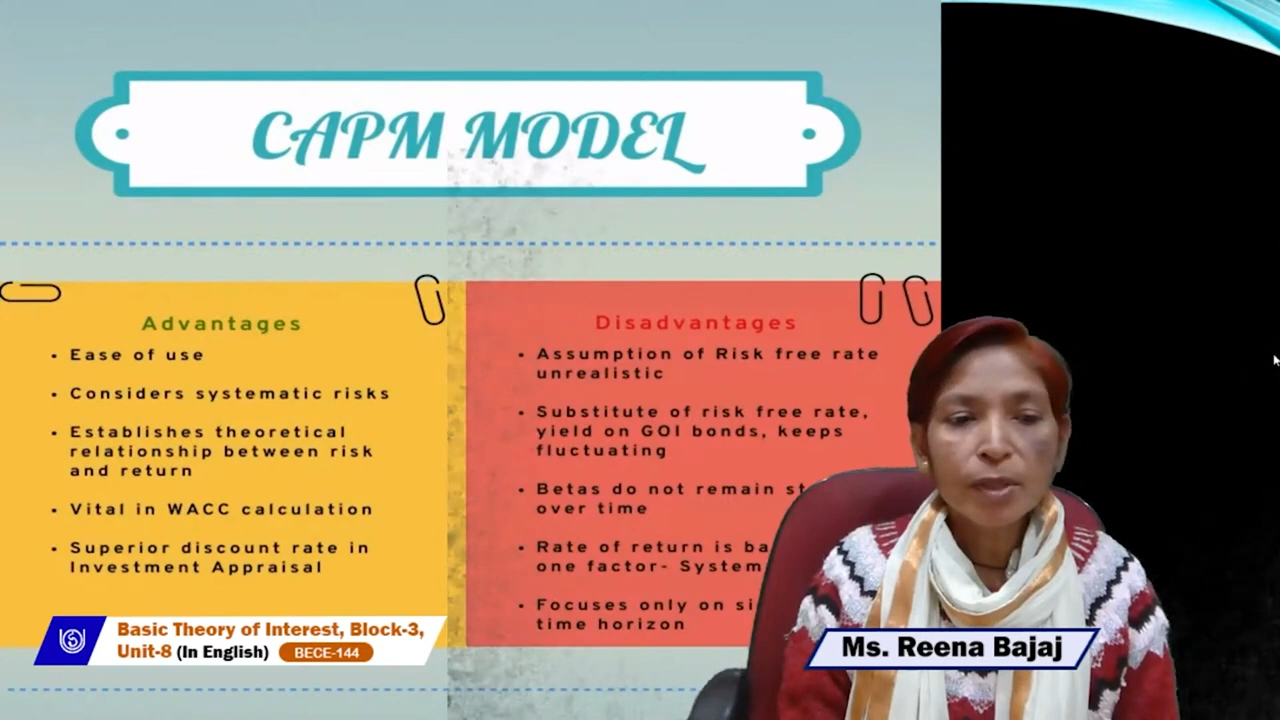 CAPM MODEL
Advantages
• Ease of use
• Considers systematic risks
• Establishes theoretical
relationship between risk
and return
• Vital in WACC calculation
• Superior discount rate in
Investment Appraisal
Disadvantages
• Assumption of Risk free rate
unrealistic
• Substitute of risk free rate,
yield on GOI bonds, keeps
fluctuating
• Betas do not remain
over time
• Rate of return is
one factor-
• Focuses only on
time horizon
Basic Theory of Interest, Block-3,
Unit-8 (In English) BECE-144
Ms. Reena Bajaj